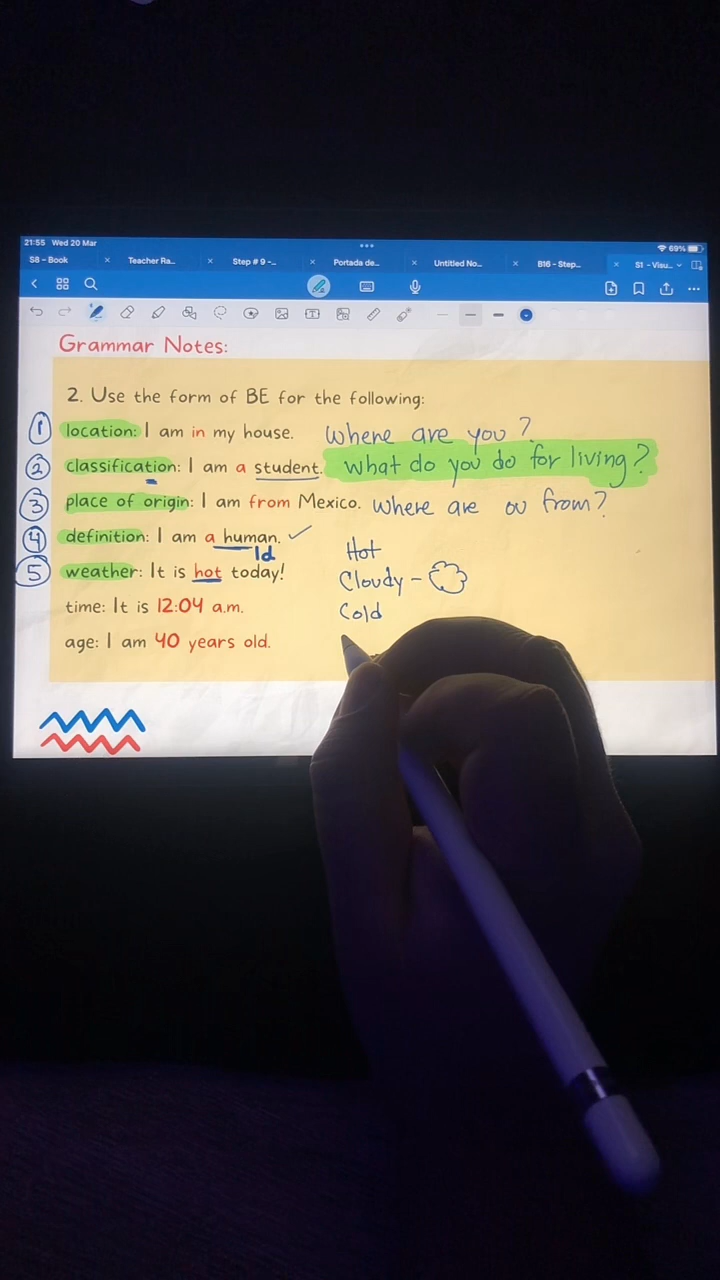 21:55 Wed 20 Mar
69%
S8 - Book × Teacher Ra... × Step # 9 -... × Portada de... × Untitled No... × B16 - Step... × S1 - Visu...
Grammar Notes:
2. Use the form of BE for the following:
1 location: I am in my house. Where are you?
2 classification: I am a student. What do you do for living?
3 place of origin: I am from Mexico. Where are ou from?
4 definition: I am a human. ✓
Id
Hot
5 weather: It is hot today! Cloudy -
time: It is 12:04 a.m. Cold
age: I am 40 years old.